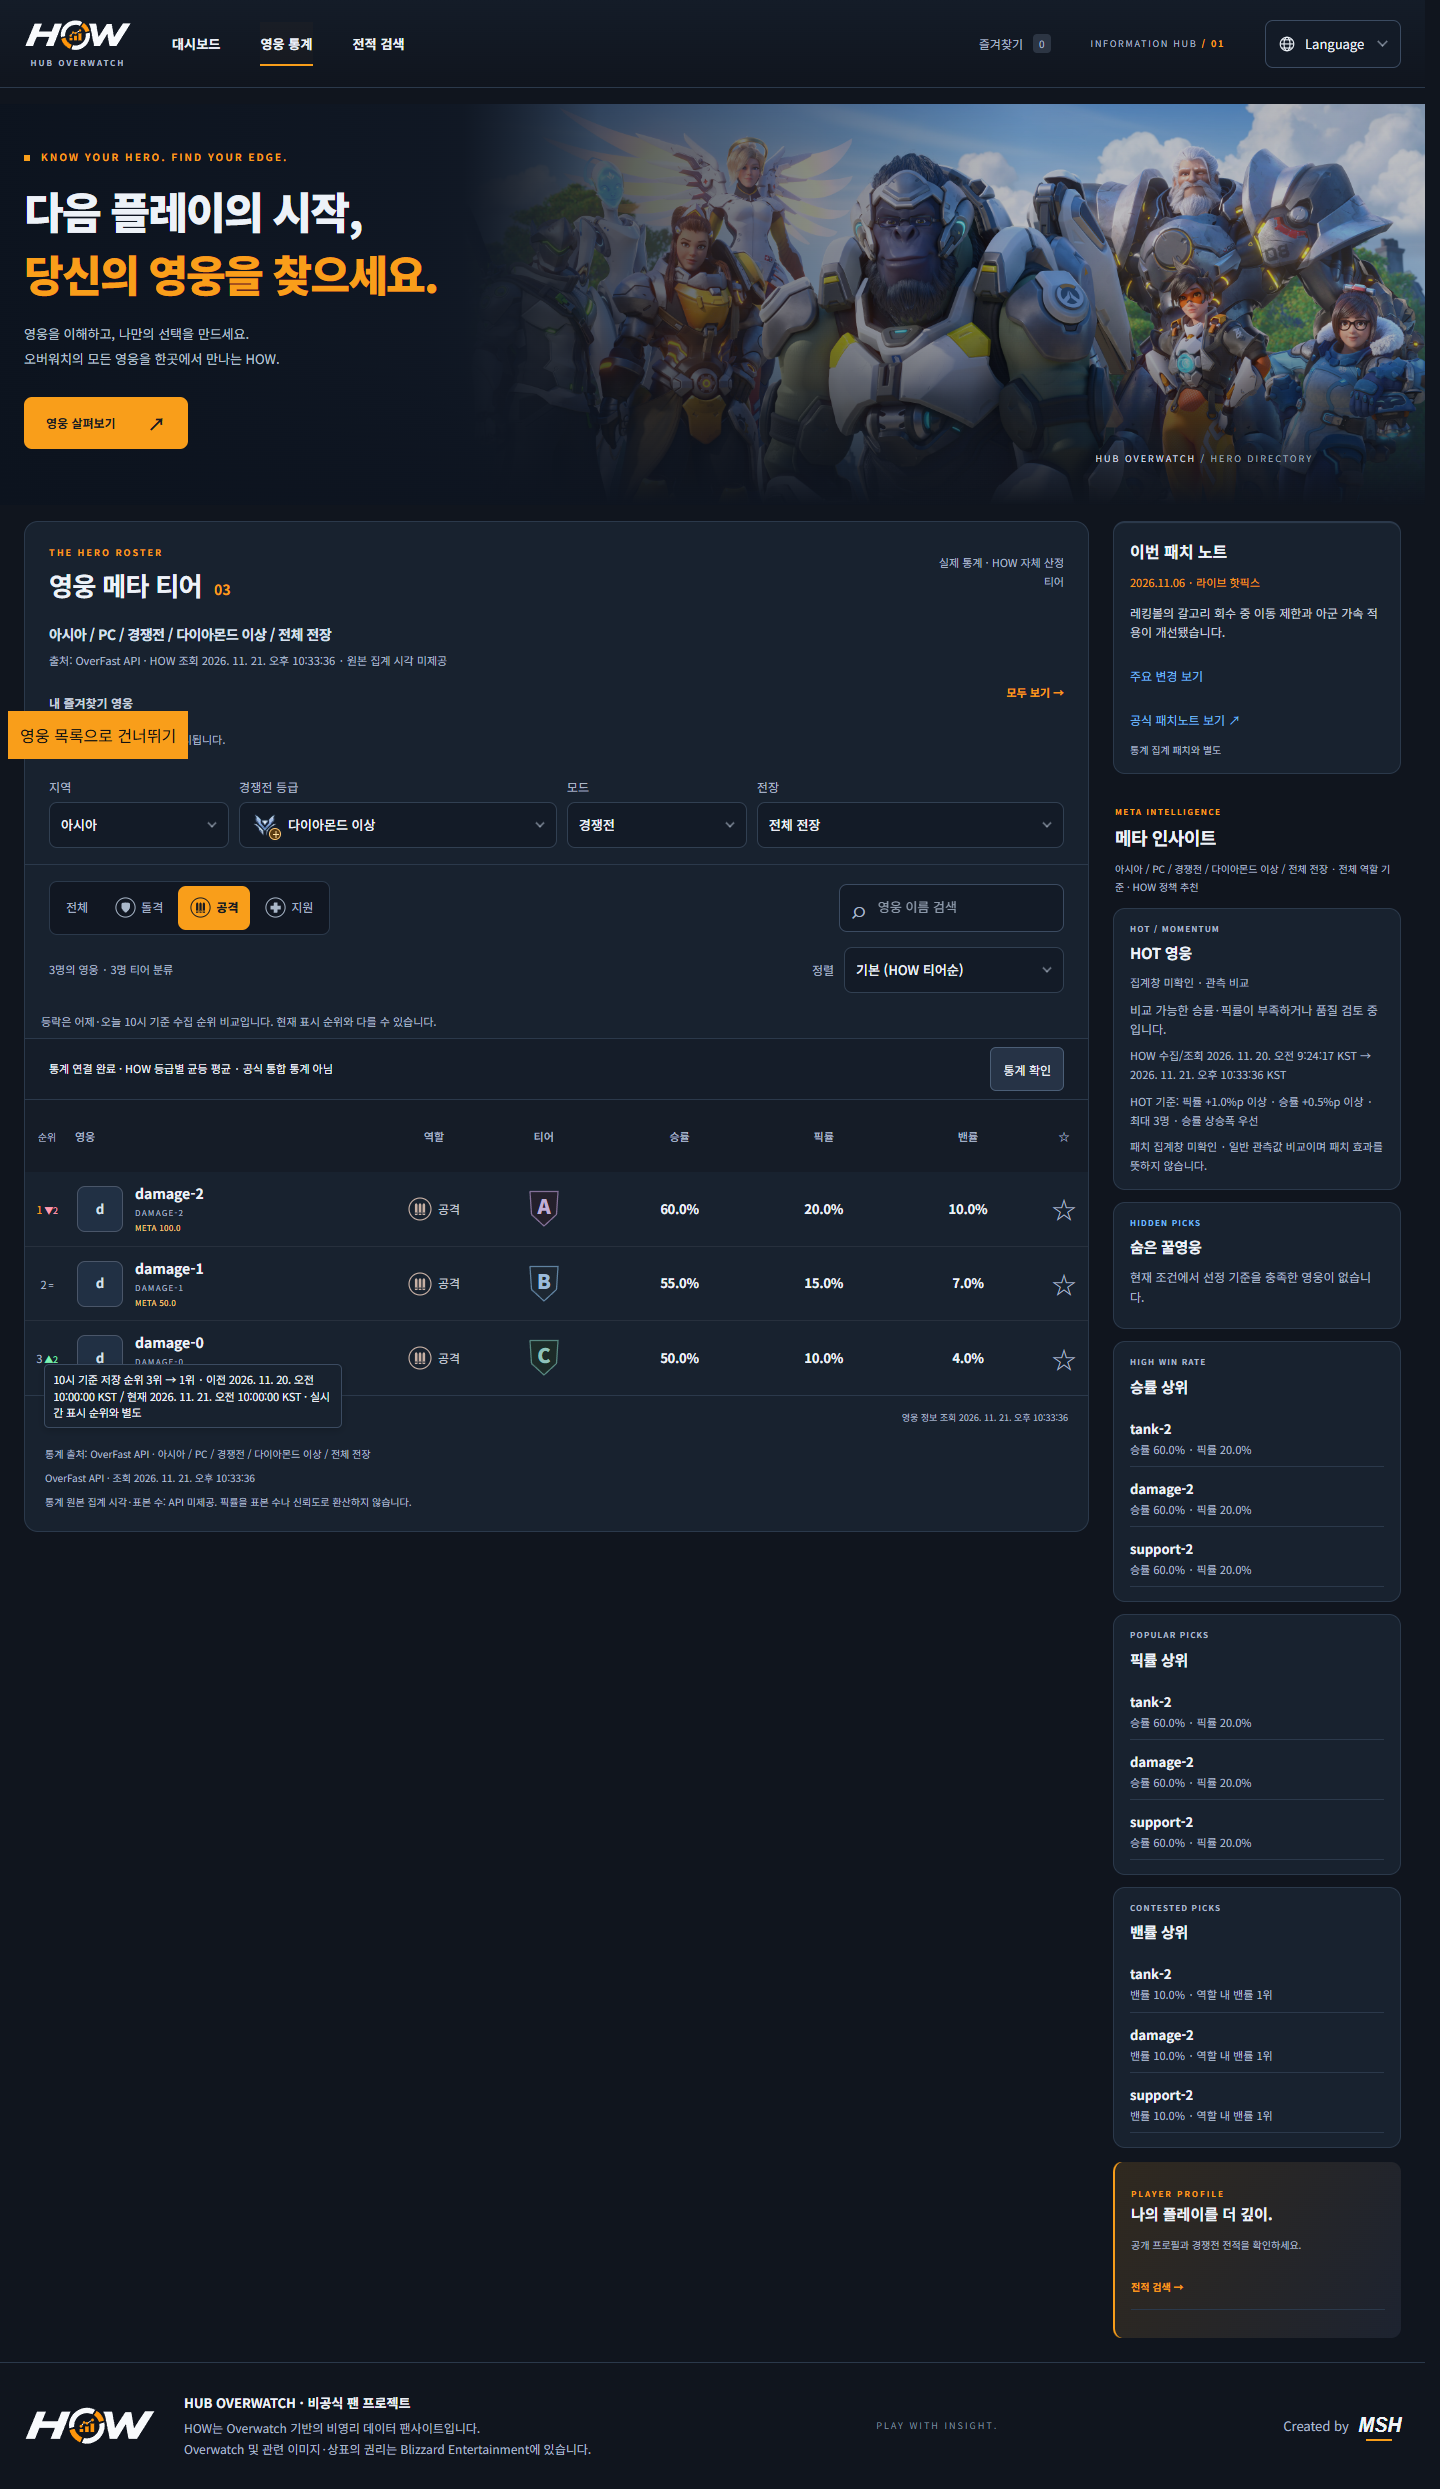 HOW
HUB OVERWATCH
대시보드
영웅 통계
전적 검색
즐겨찾기 0
INFORMATION HUB / 01
Language
KNOW YOUR HERO. FIND YOUR EDGE.
다음 플레이의 시작,
당신의 영웅을 찾으세요.
영웅을 이해하고, 나만의 선택을 만드세요.
오버워치의 모든 영웅을 한곳에서 만나는 HOW.
영웅 살펴보기 ↗
HUB OVERWATCH / HERO DIRECTORY
THE HERO ROSTER
영웅 메타 티어 03
실제 통계 · HOW 자체 산정
티어
아시아 / PC / 경쟁전 / 다이아몬드 이상 / 전체 전장
출처: OverFast API · HOW 조회 2026. 11. 21. 오후 10:33:36 · 원본 집계 시각 미제공
내 즐겨찾기 영웅
모두 보기 →
영웅 목록으로 건너뛰기
됩니다.
지역
경쟁전 등급
모드
전장
아시아
다이아몬드 이상
경쟁전
전체 전장
전체
돌격
공격
지원
영웅 이름 검색
3명의 영웅 · 3명 티어 분류
정렬
기본 (HOW 티어순)
등락은 어제·오늘 10시 기준 수집 순위 비교입니다. 현재 표시 순위와 다를 수 있습니다.
통계 연결 완료 · HOW 등급별 균등 평균 · 공식 통합 통계 아님
통계 확인
순위 영웅 역할 티어 승률 픽률 밴률 ☆
1 ▼2 d damage-2 공격 A 60.0% 20.0% 10.0% ☆
DAMAGE-2
META 100.0
2 = d damage-1 공격 B 55.0% 15.0% 7.0% ☆
DAMAGE-1
META 50.0
3 ▲2 d damage-0 공격 C 50.0% 10.0% 4.0% ☆
DAMAGE-0
10시 기준 저장 순위 3위 → 1위 · 이전 2026. 11. 20. 오전
10:00:00 KST / 현재 2026. 11. 21. 오전 10:00:00 KST · 실시
간 표시 순위와 별도
영웅 정보 조회 2026. 11. 21. 오후 10:33:36
통계 출처: OverFast API · 아시아 / PC / 경쟁전 / 다이아몬드 이상 / 전체 전장
OverFast API · 조회 2026. 11. 21. 오후 10:33:36
통계 원본 집계 시각·표본 수: API 미제공. 픽률을 표본 수나 신뢰도로 환산하지 않습니다.
이번 패치 노트
2026.11.06 · 라이브 핫픽스
레킹볼의 갈고리 회수 중 이동 제한과 아군 가속 적
용이 개선됐습니다.
주요 변경 보기
공식 패치노트 보기 ↗
통계 집계 패치와 별도
META INTELLIGENCE
메타 인사이트
아시아 / PC / 경쟁전 / 다이아몬드 이상 / 전체 전장 · 전체 역할 기
준 · HOW 정책 추천
HOT / MOMENTUM
HOT 영웅
집계창 미확인 · 관측 비교
비교 가능한 승률·픽률이 부족하거나 품질 검토 중
입니다.
HOW 수집/조회 2026. 11. 20. 오전 9:24:17 KST →
2026. 11. 21. 오후 10:33:36 KST
HOT 기준: 픽률 +1.0%p 이상 · 승률 +0.5%p 이상 ·
최대 3명 · 승률 상승폭 우선
패치 집계창 미확인 · 일반 관측값 비교이며 패치 효과를
뜻하지 않습니다.
HIDDEN PICKS
숨은 꿀영웅
현재 조건에서 선정 기준을 충족한 영웅이 없습니
다.
HIGH WIN RATE
승률 상위
tank-2
승률 60.0% · 픽률 20.0%
damage-2
승률 60.0% · 픽률 20.0%
support-2
승률 60.0% · 픽률 20.0%
POPULAR PICKS
픽률 상위
tank-2
승률 60.0% · 픽률 20.0%
damage-2
승률 60.0% · 픽률 20.0%
support-2
승률 60.0% · 픽률 20.0%
CONTESTED PICKS
밴률 상위
tank-2
밴률 10.0% · 역할 내 밴률 1위
damage-2
밴률 10.0% · 역할 내 밴률 1위
support-2
밴률 10.0% · 역할 내 밴률 1위
PLAYER PROFILE
나의 플레이를 더 깊이.
공개 프로필과 경쟁전 전적을 확인하세요.
전적 검색 →
HOW
HUB OVERWATCH · 비공식 팬 프로젝트
HOW는 Overwatch 기반의 비영리 데이터 팬사이트입니다.
Overwatch 및 관련 이미지·상표의 권리는 Blizzard Entertainment에 있습니다.
PLAY WITH INSIGHT.
Created by MSH